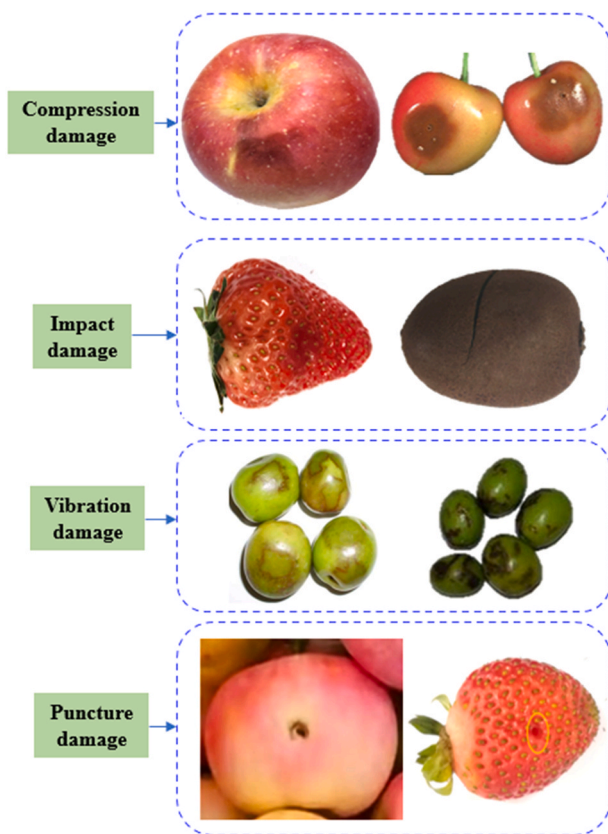 Compression
damage
Impact
damage
Vibration
damage
Puncture
damage